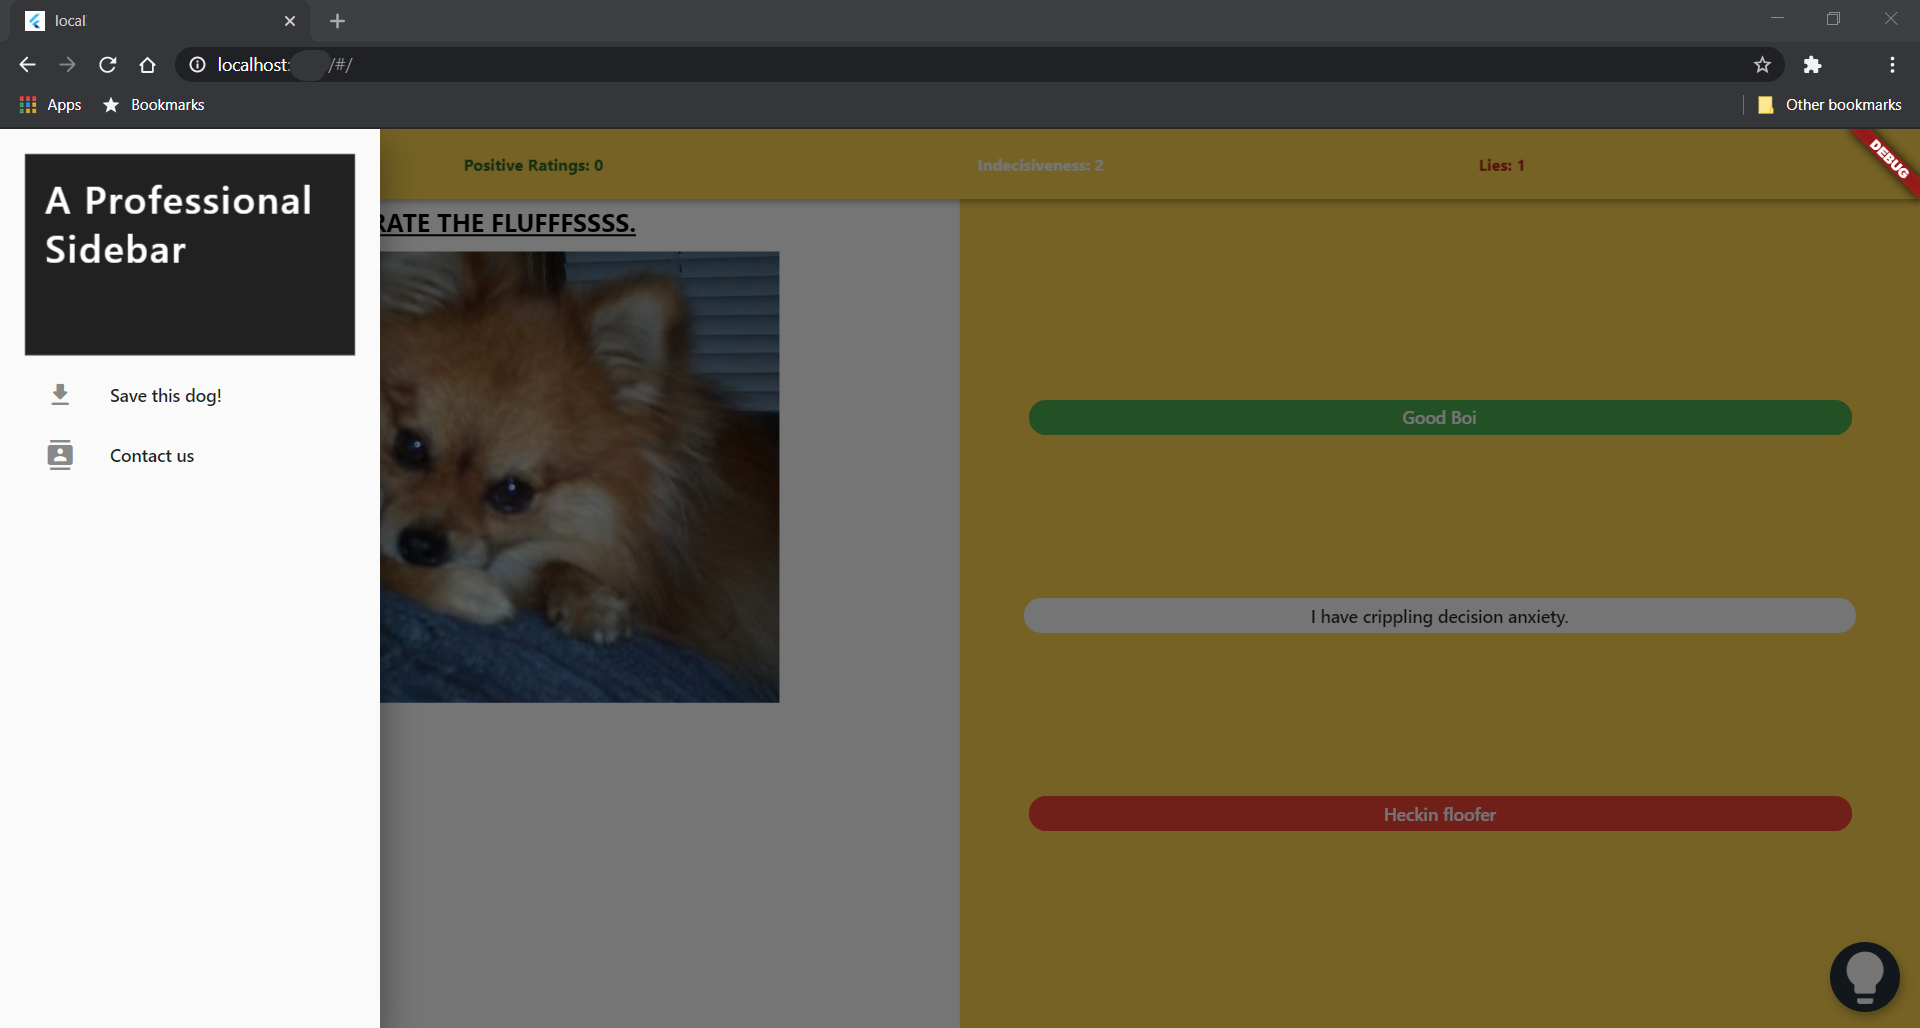 local
localhost: /#/
Apps
Bookmarks
Other bookmarks
A Professional
Sidebar
Save this dog!
Contact us
Positive Ratings: 0
Indecisiveness: 2
Lies: 1
DEBUG
RATE THE FLUFFFSSSS.
Good Boi
I have crippling decision anxiety.
Heckin floofer